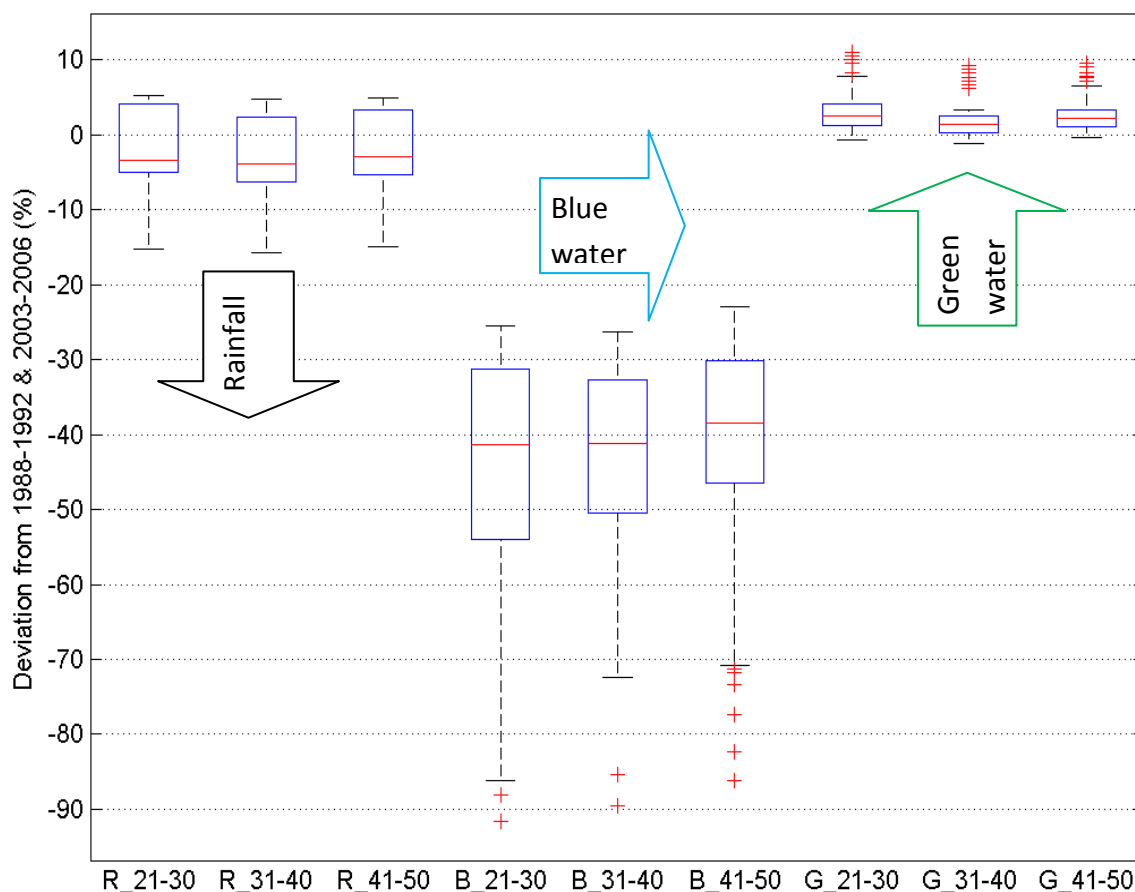 Deviation from 1988-1992 & 2003-2006 (%)
10
0
-10
-20
-30
-40
-50
-60
-70
-80
-90
Rainfall
Blue
water
Green
water
R_21-30 R_31-40 R_41-50 B_21-30 B_31-40 B_41-50 G_21-30 G_31-40 G_41-50